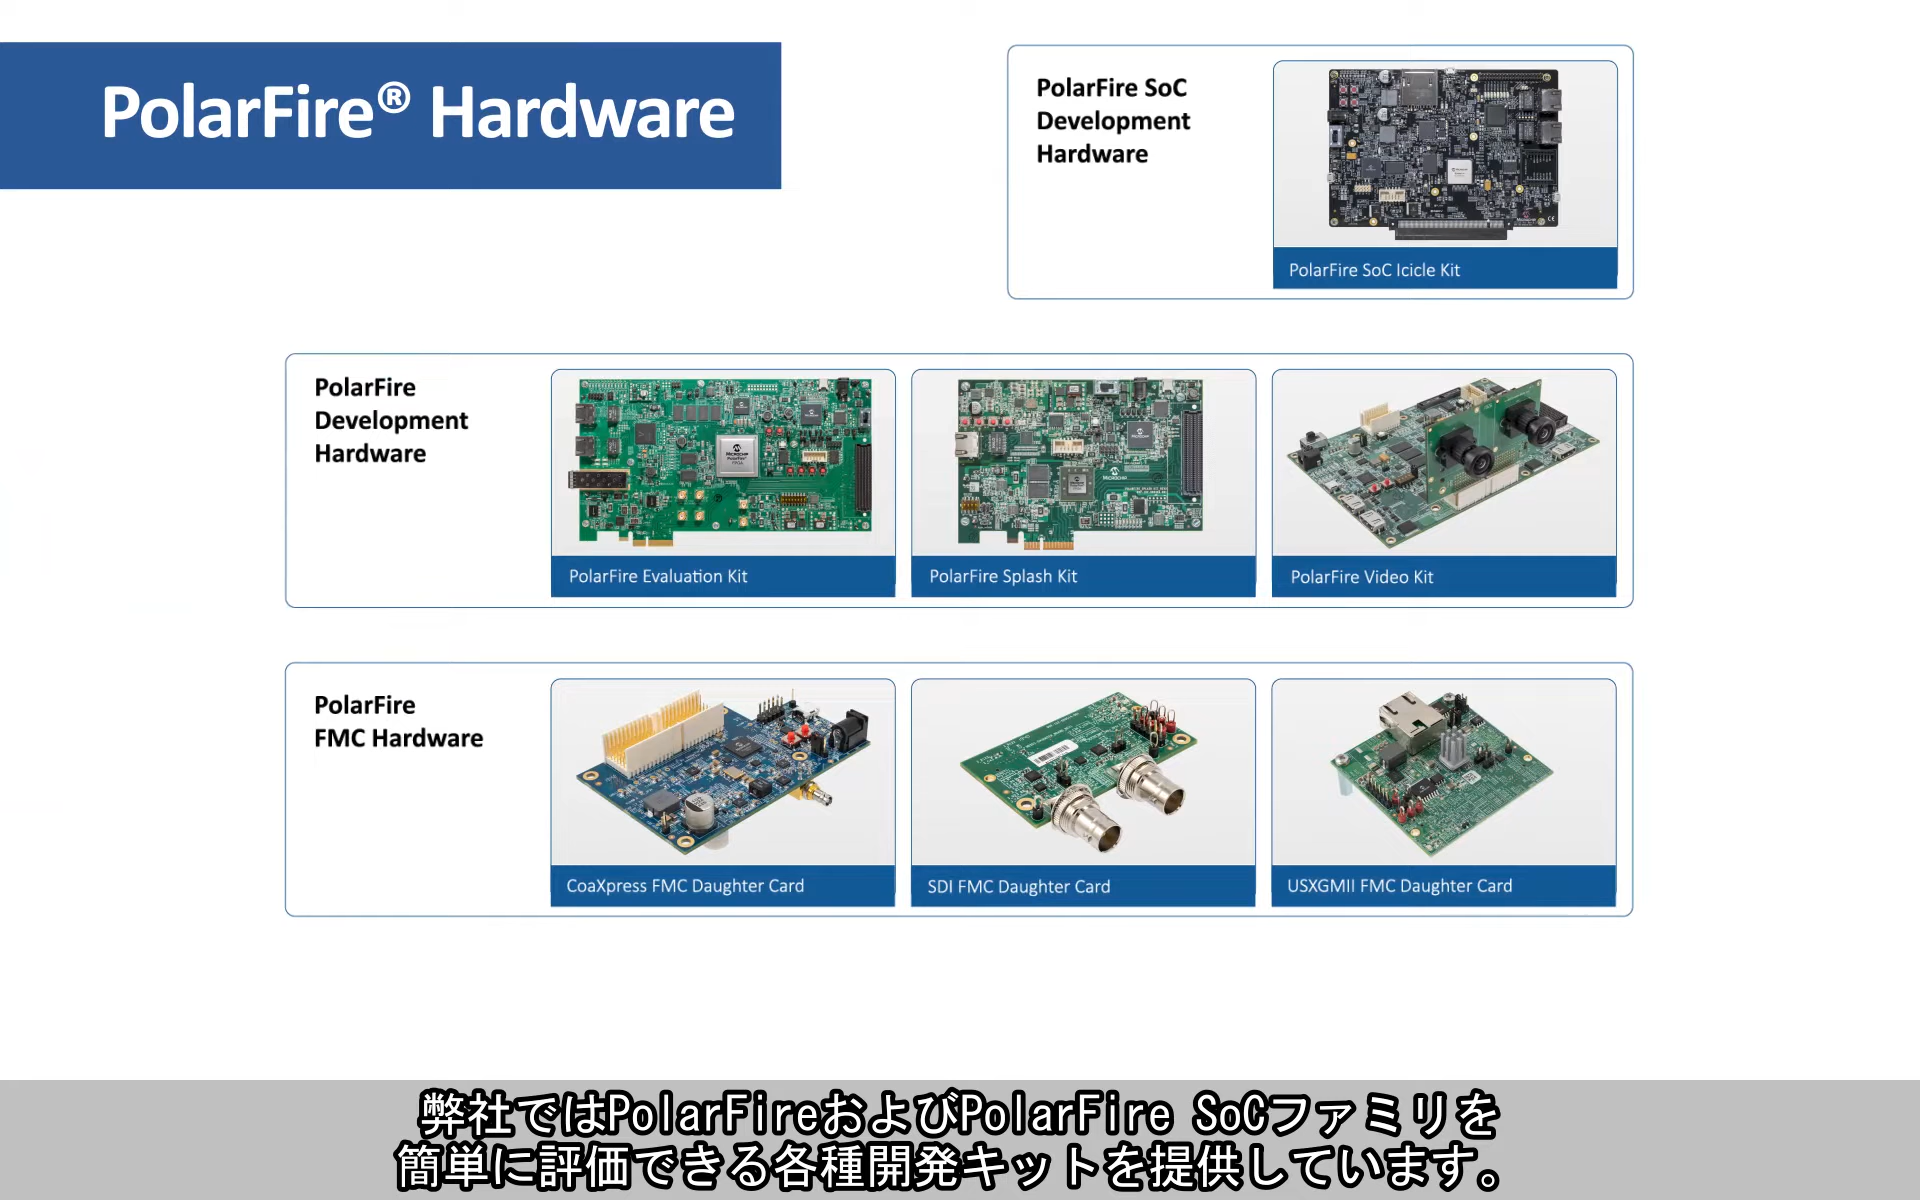 PolarFire® Hardware
PolarFire SoC
Development
Hardware
PolarFire SoC Icicle Kit
PolarFire
Development
Hardware
MICROCHIP
PolarFire
FPGA
MICROCHIP
PolarFire Evaluation Kit
PolarFire Splash Kit
PolarFire Video Kit
PolarFire
FMC Hardware
CoaXpress FMC Daughter Card
SDI FMC Daughter Card
USXGMII FMC Daughter Card
弊社ではPolarFireおよびPolarFire SoCファミリを
簡単に評価できる各種開発キットを提供しています。